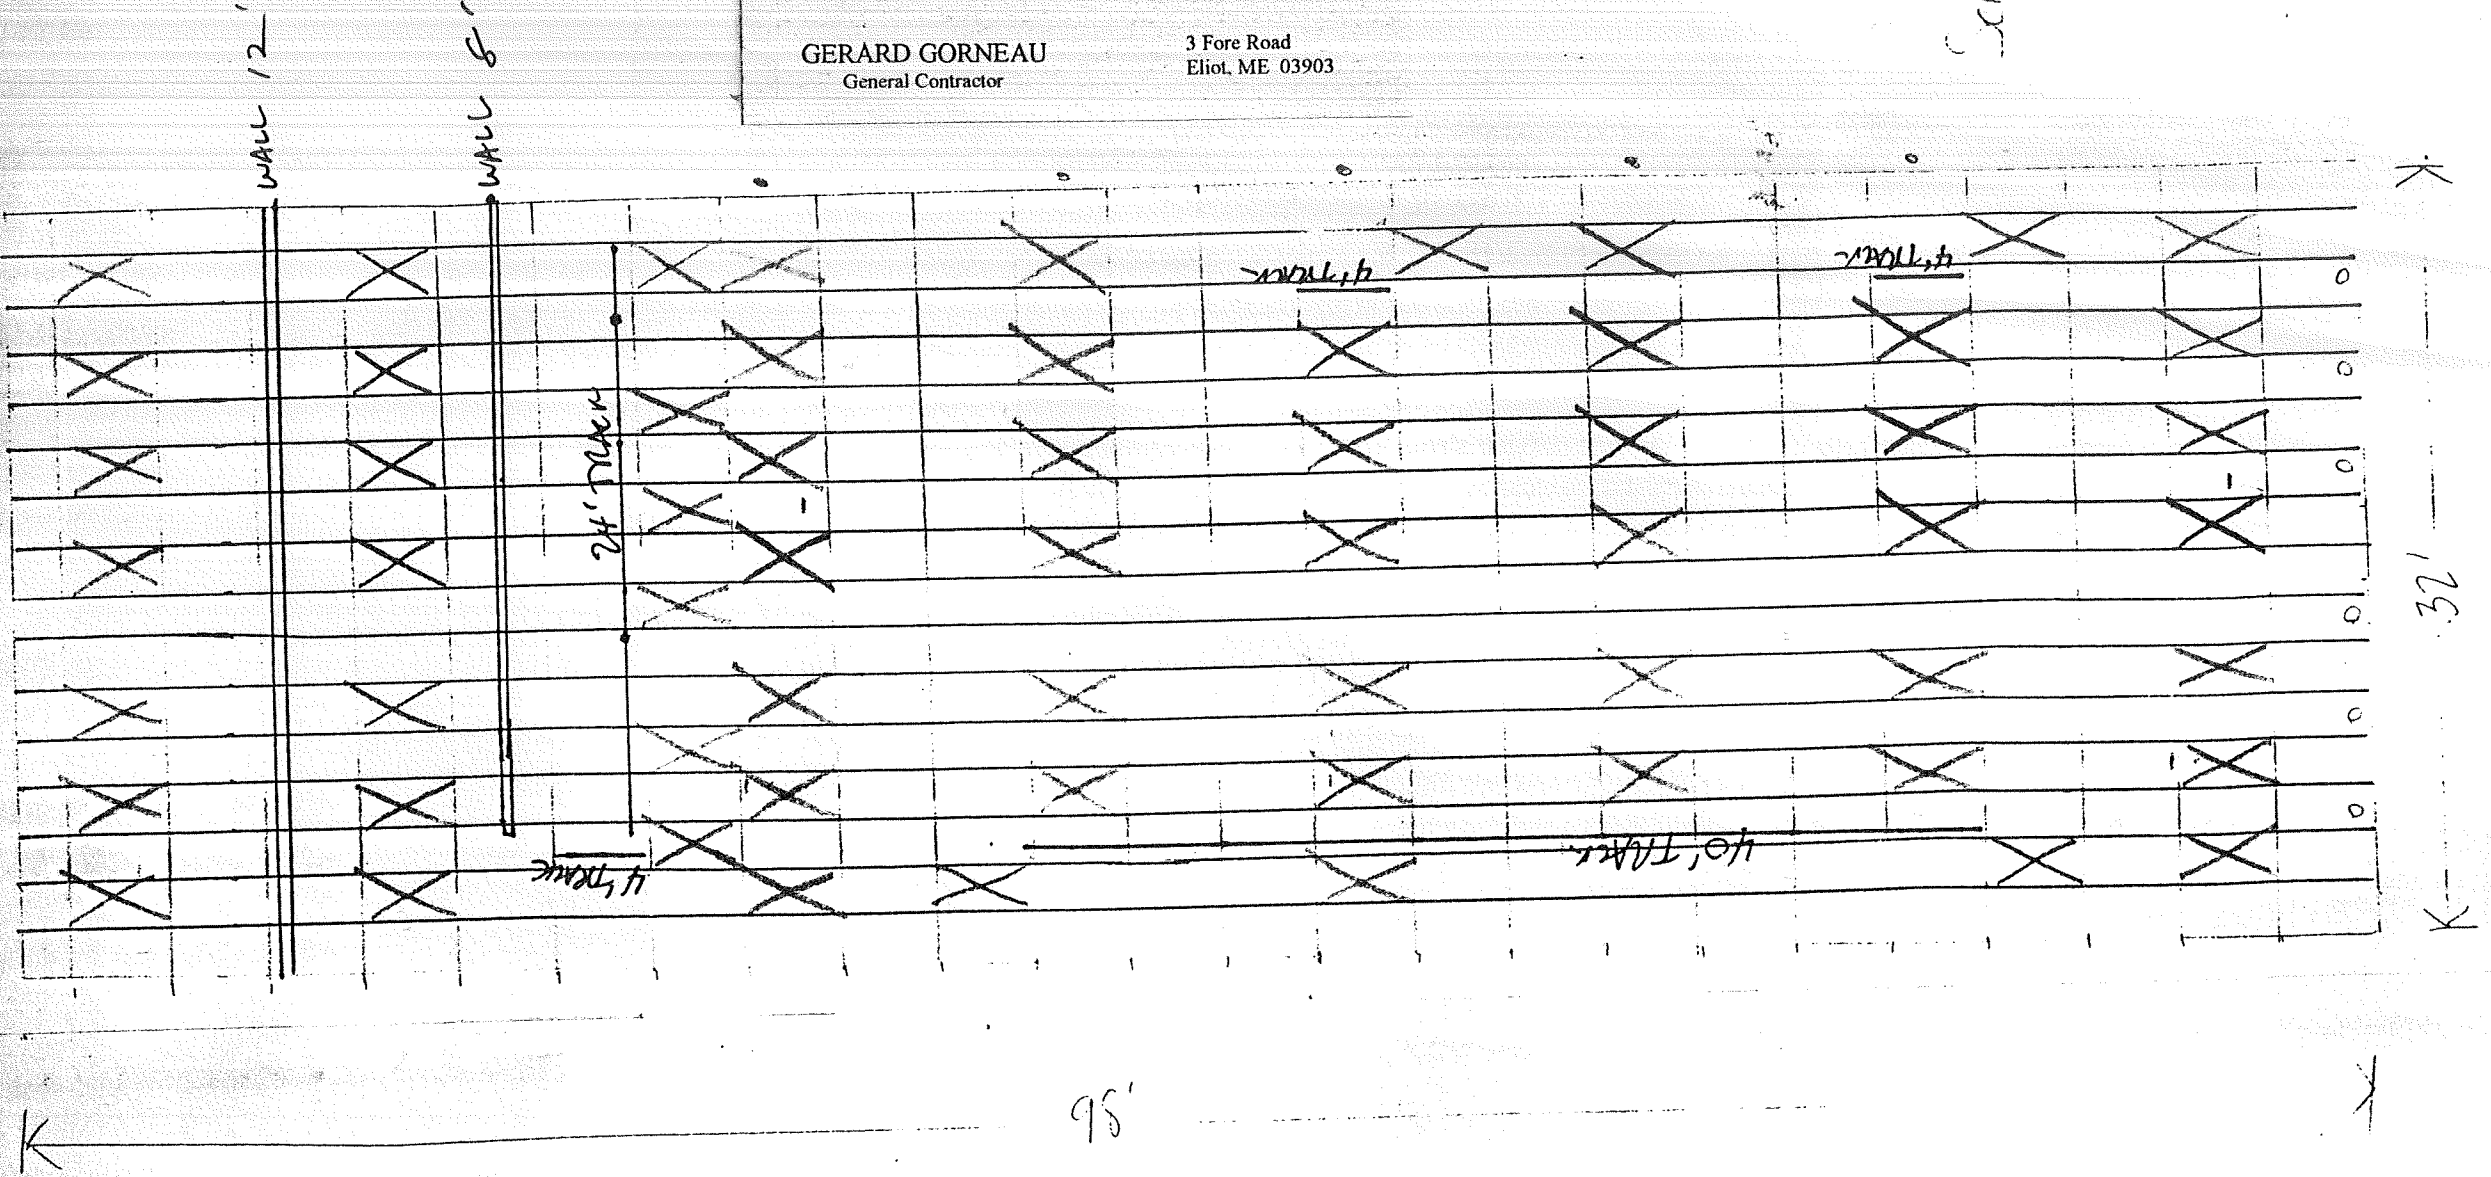 WALL 12'
WALL 8'
GERARD GORNEAU
General Contractor
3 Fore Road
Eliot, ME 03903
4' TRACK
4' TRACK
24' TRACK
32'
4' TRACK
40' TRACK
98'